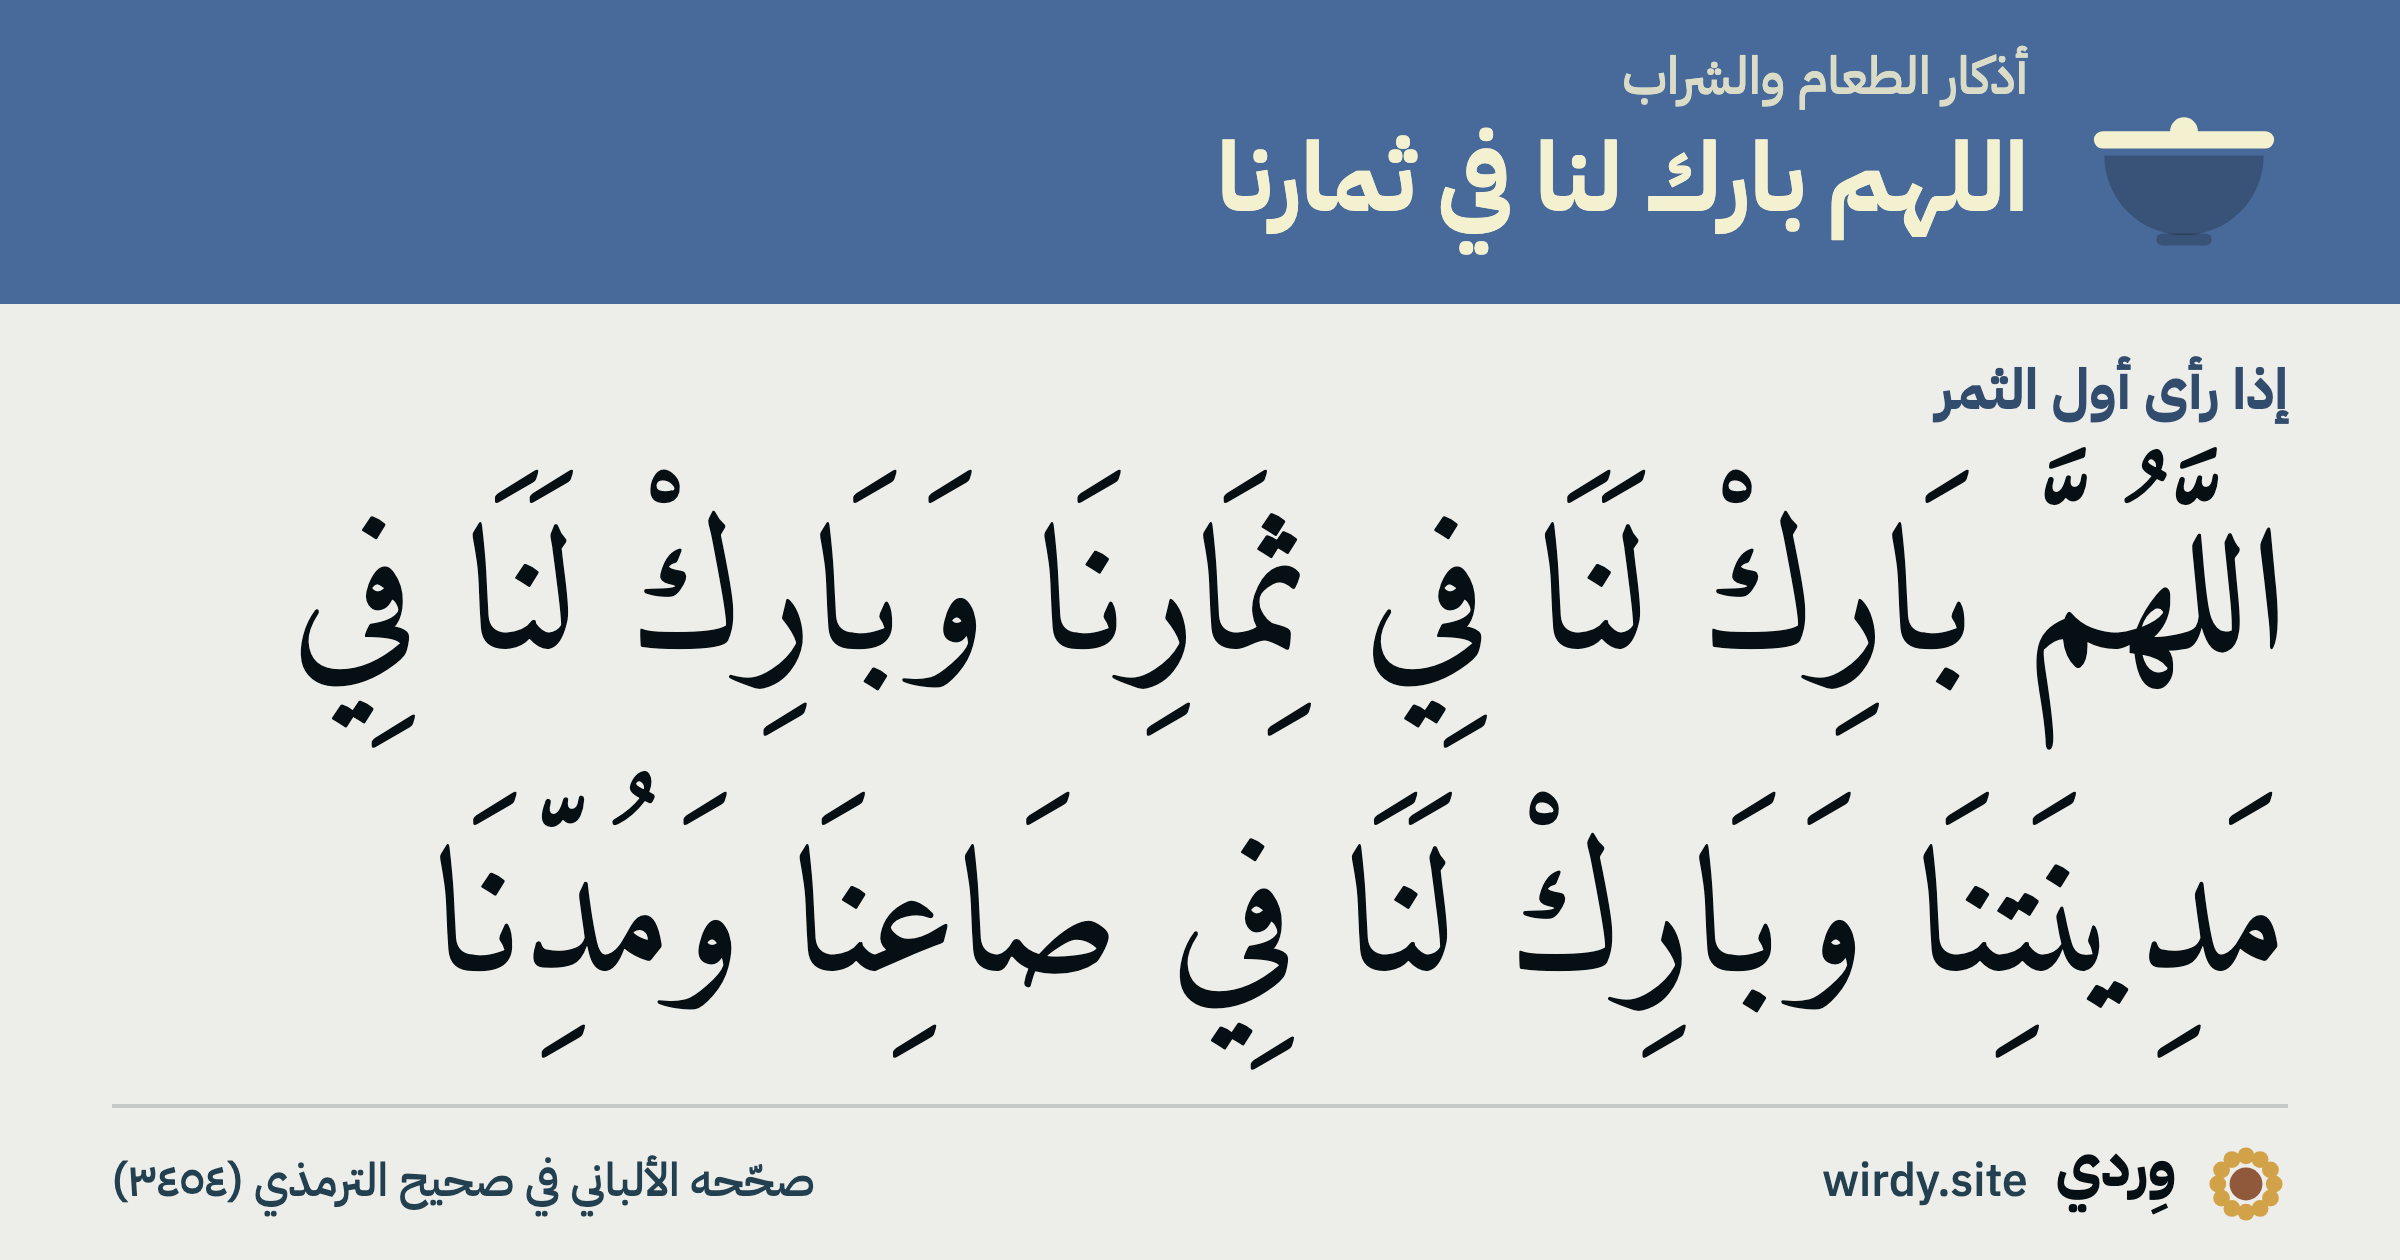 أذكار الطعام والشراب
اللهم بارك لنا في ثمارنا
إذا رأى أول الثمر
اللَّهُمَّ بَارِكْ لَنَا فِي ثِمَارِنَا وَبَارِكْ لَنَا فِي
مَدِينَتِنَا وَبَارِكْ لَنَا فِي صَاعِنَا وَمُدِّنَا
وِردي wirdy.site
صحّحه الألباني في صحيح الترمذي (٣٤٥٤)